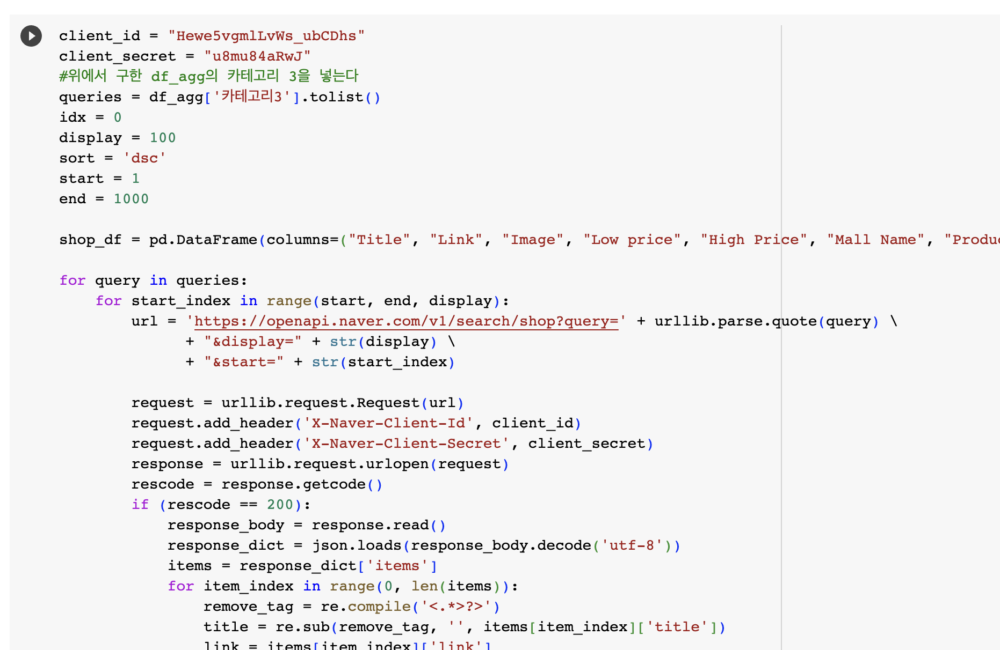 client_id = "Hewe5vgmlLvWs_ubCDhs"
client_secret = "u8mu84aRwJ"
#위에서 구한 df_agg의 카테고리 3을 넣는다
queries = df_agg['카테고리3'].tolist()
idx = 0
display = 100
sort = 'dsc'
start = 1
end = 1000
shop_df = pd.DataFrame(columns=("Title", "Link", "Image", "Low price", "High Price", "Mall Name", "Produc
for query in queries:
    for start_index in range(start, end, display):
        url = 'https://openapi.naver.com/v1/search/shop?query=' + urllib.parse.quote(query) \
              + "&display=" + str(display) \
              + "&start=" + str(start_index)
        request = urllib.request.Request(url)
        request.add_header('X-Naver-Client-Id', client_id)
        request.add_header('X-Naver-Client-Secret', client_secret)
        response = urllib.request.urlopen(request)
        rescode = response.getcode()
        if (rescode == 200):
            response_body = response.read()
            response_dict = json.loads(response_body.decode('utf-8'))
            items = response_dict['items']
            for item_index in range(0, len(items)):
                remove_tag = re.compile('<.*>?>')
                title = re.sub(remove_tag, '', items[item_index]['title'])
                link = items[item_index]['link']